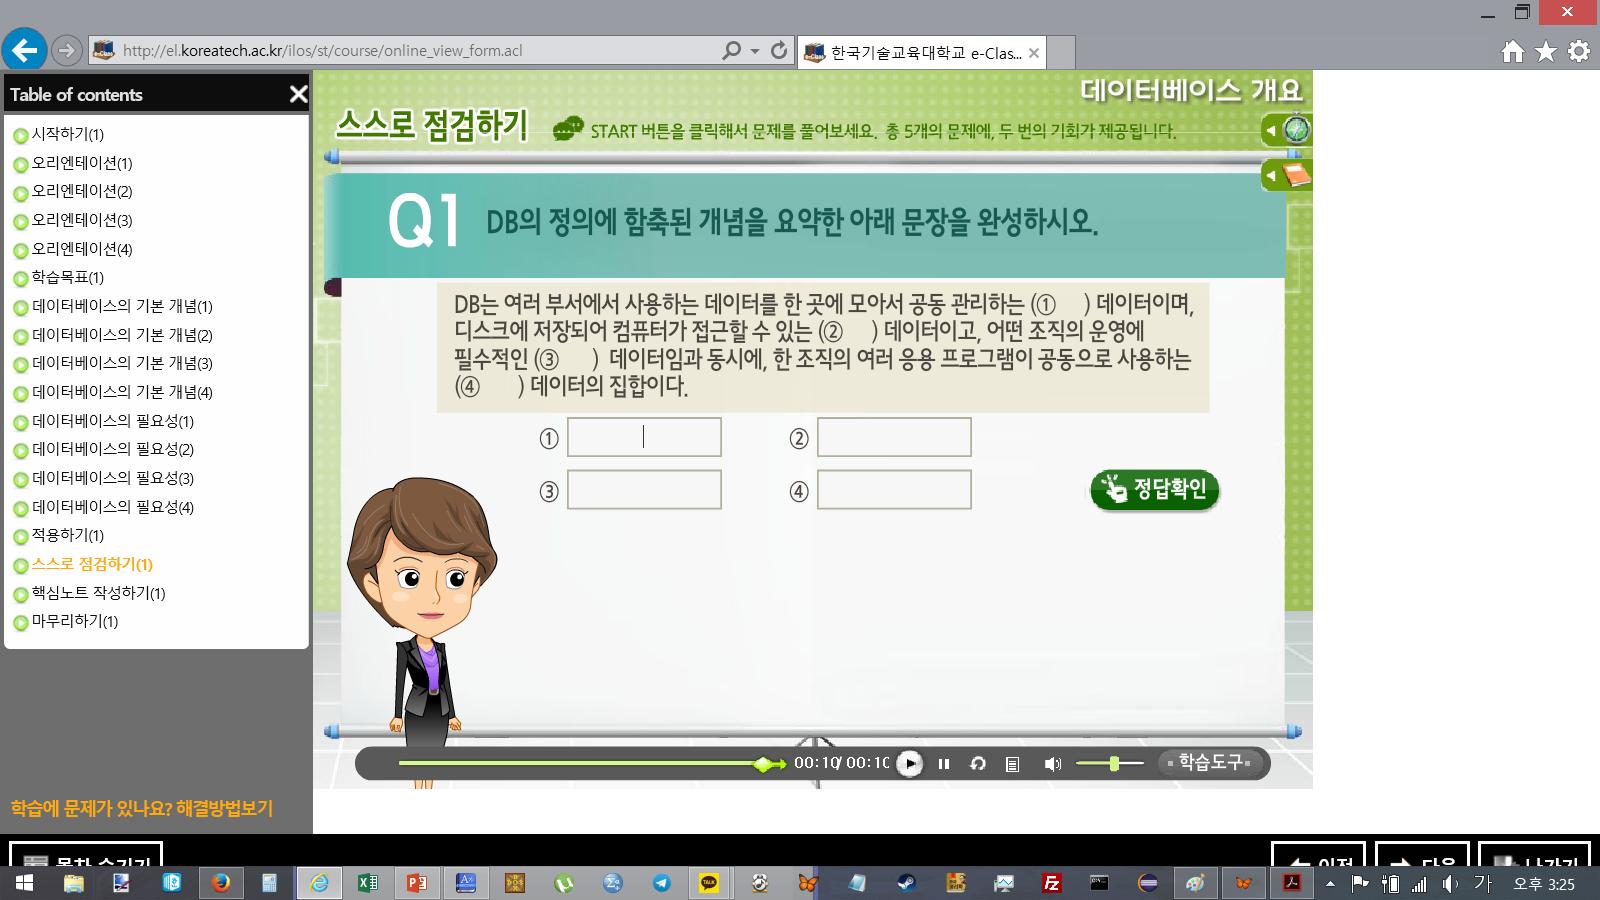 http://el.koreatech.ac.kr/ilos/st/course/online_view_form.acl
한국기술교육대학교 e-Clas...
Table of contents
시작하기(1)
오리엔테이션(1)
오리엔테이션(2)
오리엔테이션(3)
오리엔테이션(4)
학습목표(1)
데이터베이스의 기본 개념(1)
데이터베이스의 기본 개념(2)
데이터베이스의 기본 개념(3)
데이터베이스의 기본 개념(4)
데이터베이스의 필요성(1)
데이터베이스의 필요성(2)
데이터베이스의 필요성(3)
데이터베이스의 필요성(4)
적용하기(1)
스스로 점검하기(1)
핵심노트 작성하기(1)
마무리하기(1)
학습에 문제가 있나요? 해결방법보기
데이터베이스 개요
스스로 점검하기
START 버튼을 클릭해서 문제를 풀어보세요. 총 5개의 문제에, 두 번의 기회가 제공됩니다.
Q1 DB의 정의에 함축된 개념을 요약한 아래 문장을 완성하시오.
DB는 여러 부서에서 사용하는 데이터를 한 곳에 모아서 공동 관리하는 (① ) 데이터이며,
디스크에 저장되어 컴퓨터가 접근할 수 있는 (② ) 데이터이고, 어떤 조직의 운영에
필수적인 (③ ) 데이터임과 동시에, 한 조직의 여러 응용 프로그램이 공동으로 사용하는
(④ ) 데이터의 집합이다.
① ②
③ ④
정답확인
00:10/ 00:10
학습도구
목차 숨기기
이전
다음
나가기
가
오후 3:25